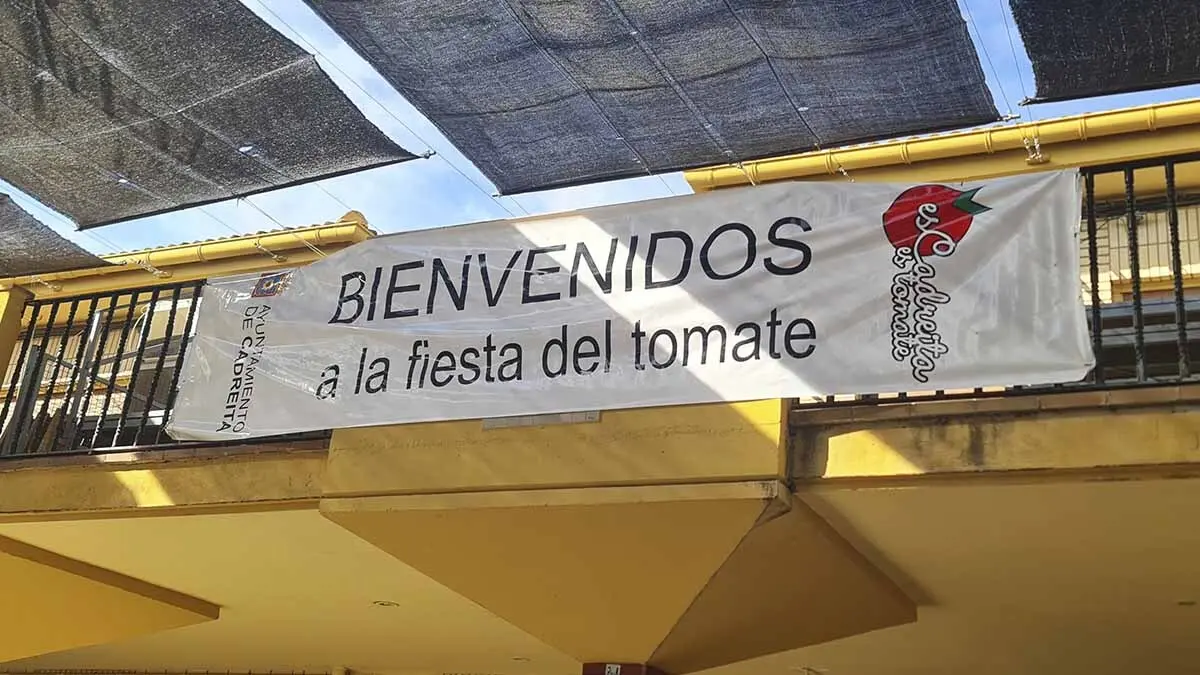 BIENVENIDOS
a la fiesta del tomate
AYUNTAMIENTO
DE CADREITA
es Cadreita
es tomate